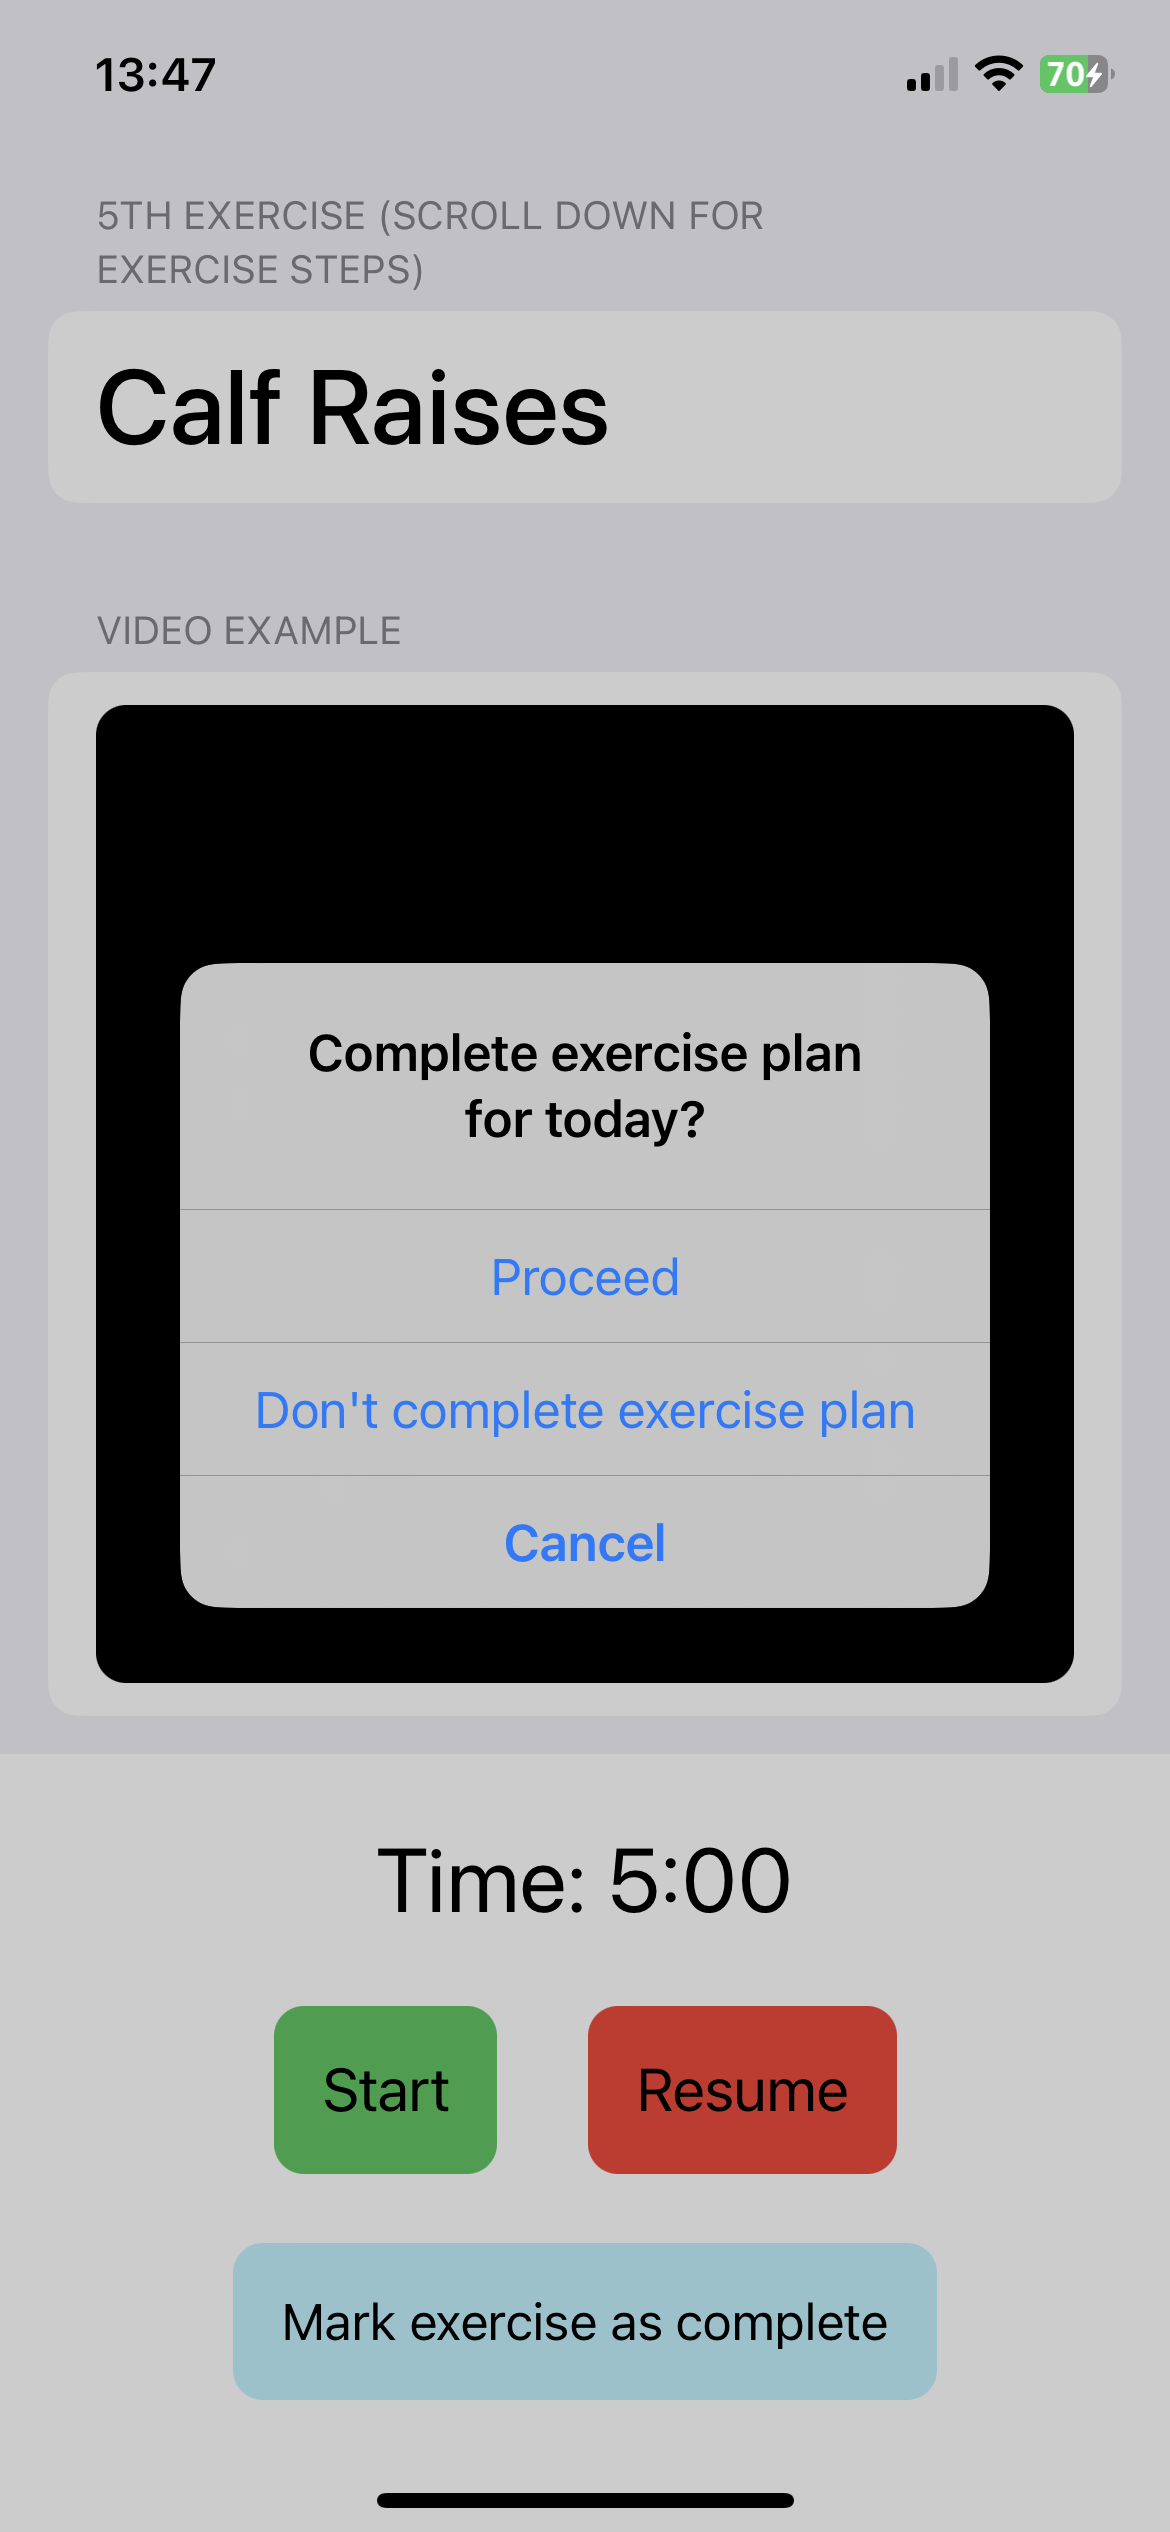 13:47
70
5TH EXERCISE (SCROLL DOWN FOR
EXERCISE STEPS)
Calf Raises
VIDEO EXAMPLE
Complete exercise plan
for today?
Proceed
Don't complete exercise plan
Cancel
Time: 5:00
Start
Resume
Mark exercise as complete